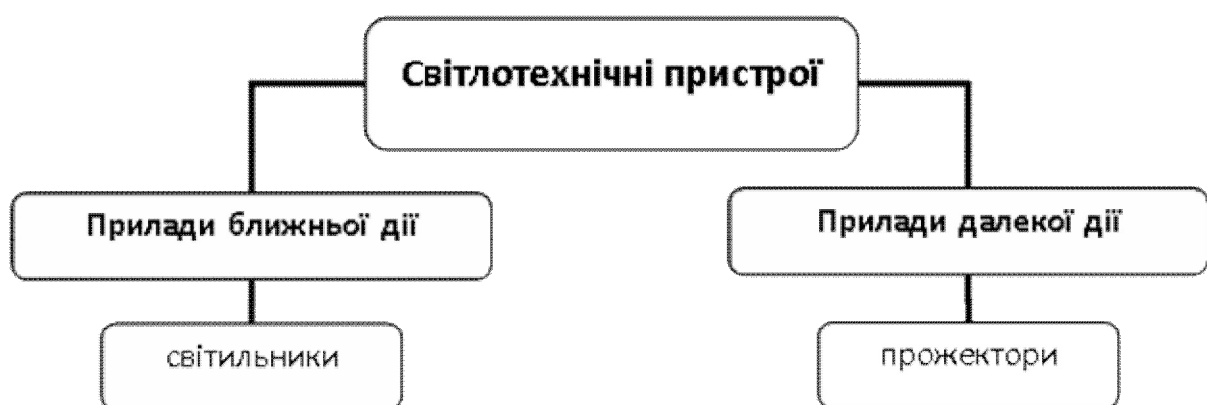 Світлотехнічні пристрої
Прилади ближньої дії
Прилади далекої дії
світильники
прожектори